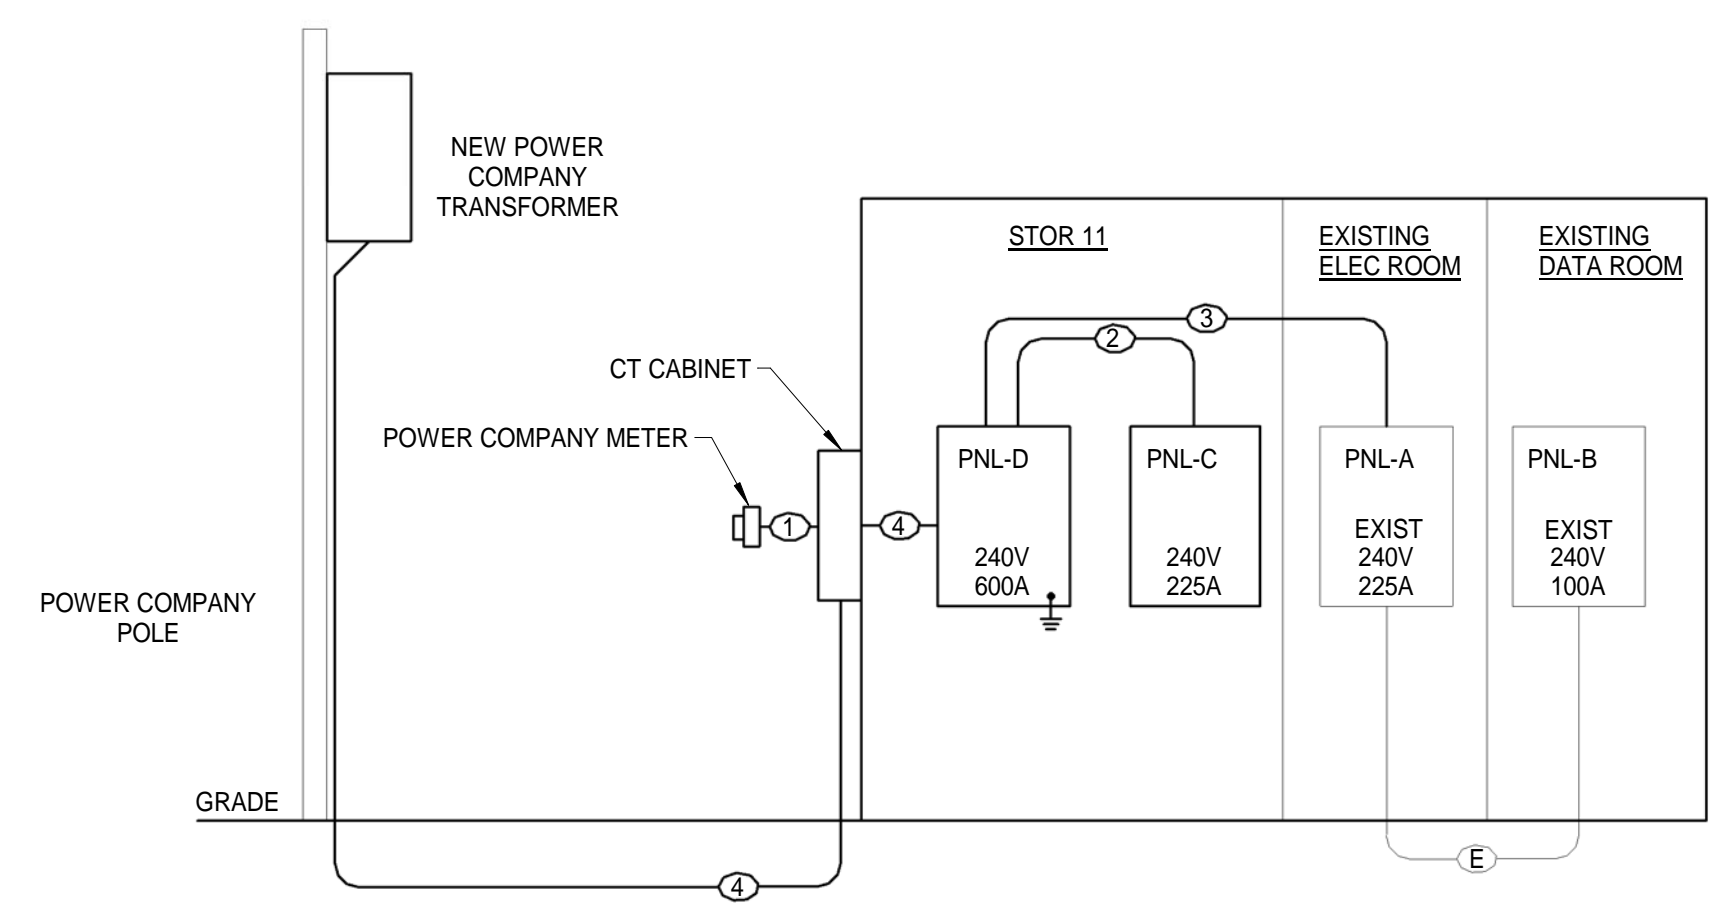 NEW POWER
COMPANY
TRANSFORMER
STOR 11
EXISTING
ELEC ROOM
EXISTING
DATA ROOM
3
2
CT CABINET
POWER COMPANY METER
PNL-D
PNL-C
PNL-A
PNL-B
1
4
EXIST
EXIST
240V
240V
240V
240V
600A
225A
225A
100A
POWER COMPANY
POLE
GRADE
E
4